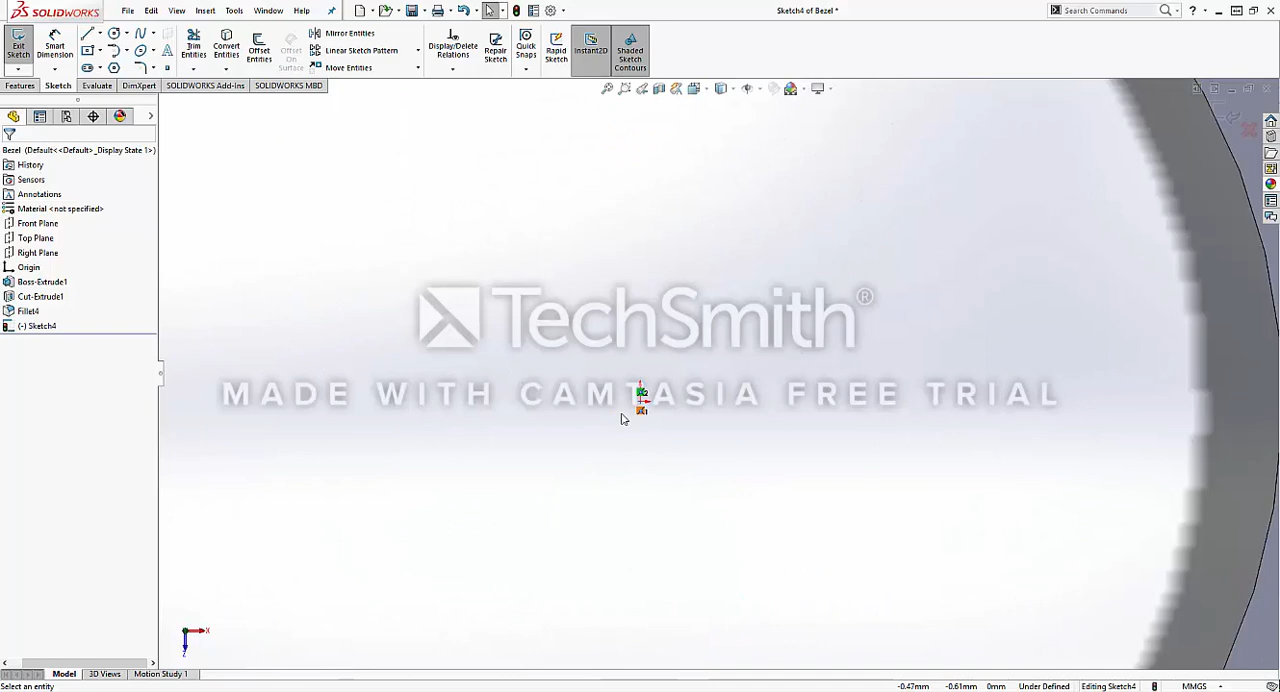 SOLIDWORKS
File
Edit
View
Insert
Tools
Window
Help
Sketch4 of Bezel *
Search Commands
Exit Sketch
Smart Dimension
Trim Entities
Convert Entities
Offset Entities
Offset On Surface
Mirror Entities
Linear Sketch Pattern
Move Entities
Display/Delete Relations
Repair Sketch
Quick Snaps
Rapid Sketch
Instant2D
Shaded Sketch Contours
Features
Sketch
Evaluate
DimXpert
SOLIDWORKS Add-Ins
SOLIDWORKS MBD
Bezel (Default<<Default>_Display State 1>)
History
Sensors
Annotations
Material <not specified>
Front Plane
Top Plane
Right Plane
Origin
Boss-Extrude1
Cut-Extrude1
Fillet4
(-) Sketch4
TechSmith®
MADE WITH CAMTASIA FREE TRIAL
X
Z
Model
3D Views
Motion Study 1
Select an entity
-0.47mm
-0.61mm
0mm
Under Defined
Editing Sketch4
MMGS